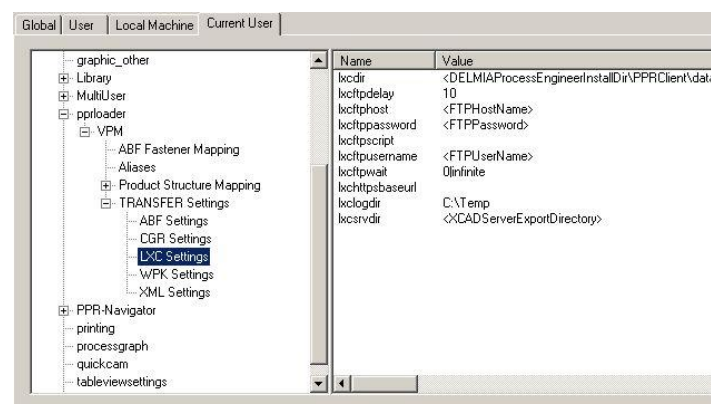 Global User Local Machine Current User
graphic_other
Library
MultiUser
pprloader
VPM
ABF Fastener Mapping
Aliases
Product Structure Mapping
TRANSFER Settings
ABF Settings
CGR Settings
LXC Settings
WPK Settings
XML Settings
PPR-Navigator
printing
processgraph
quickcam
tableviewsettings
Name Value
lxcdir <DELMIAProcessEngineerInstallDir\PPRClient\data
lxcftpdelay 10
lxcftphost <FTPHostName>
lxcftppassword <FTPPassword>
lxcftpscript
lxcftpusername <FTPUserName>
lxcftpwait 0|infinite
lxchttpsbaseurl
lxclogdir C:\Temp
lxcsrvdir <XCADServerExportDirectory>